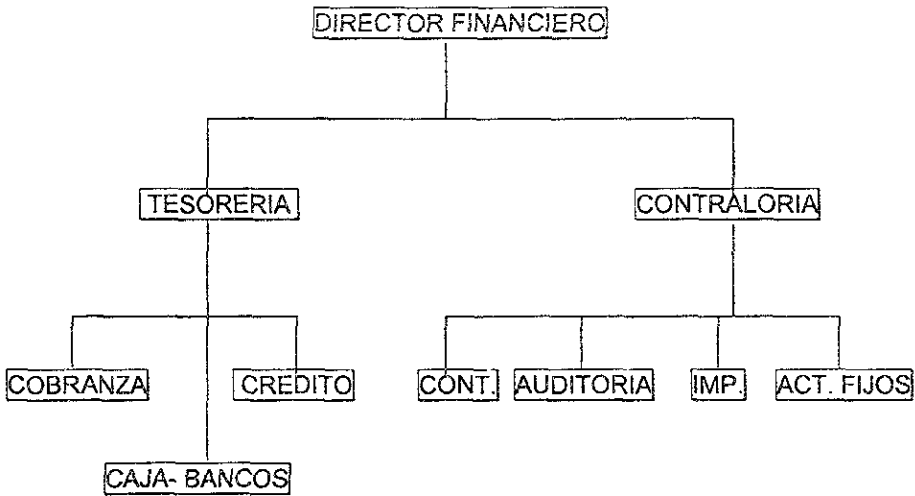 DIRECTOR FINANCIERO
TESORERIA
CONTRALORIA
COBRANZA
CREDITO
CONT.
AUDITORIA
IMP.
ACT. FIJOS
CAJA- BANCOS